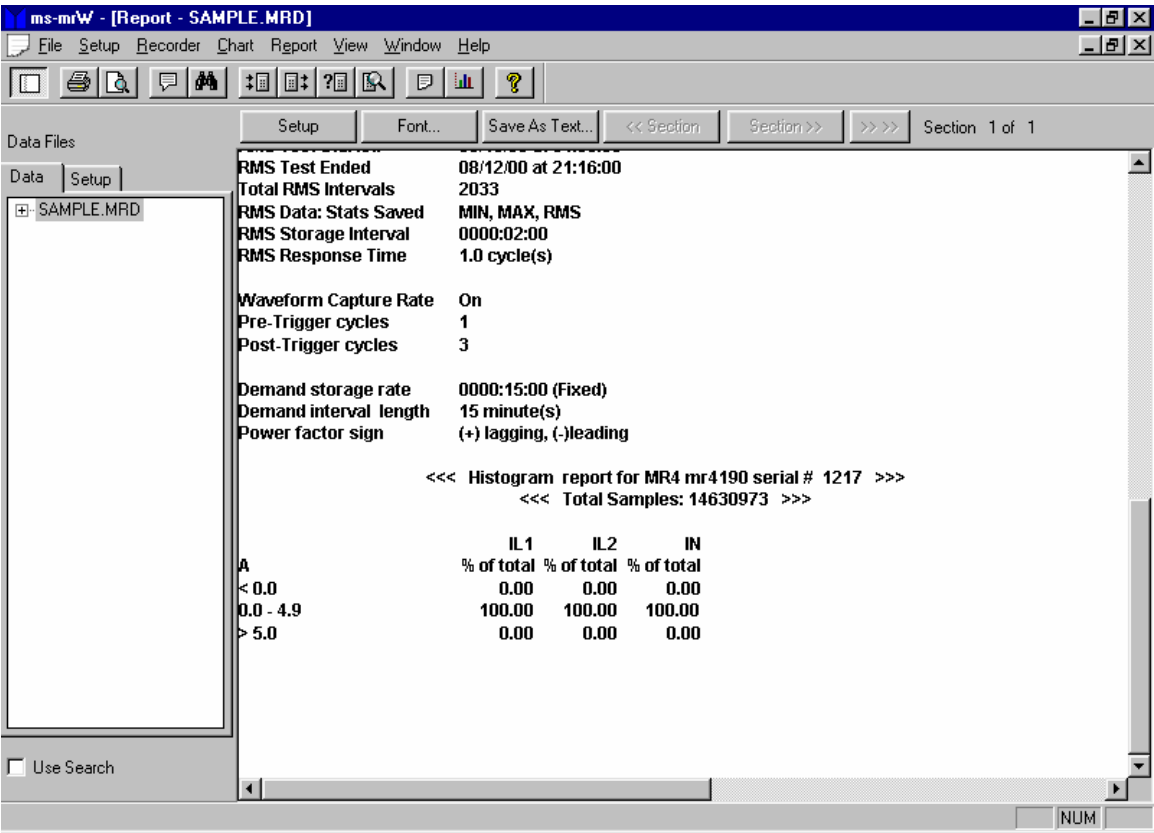 ms-mrW - [Report - SAMPLE.MRD]
File Setup Recorder Chart Report View Window Help
Setup Font... Save As Text... << Section Section >> >> >> Section 1 of 1
Data Files
Data Setup
SAMPLE.MRD
RMS Test Ended 08/12/00 at 21:16:00
Total RMS Intervals 2033
RMS Data: Stats Saved MIN, MAX, RMS
RMS Storage Interval 0000:02:00
RMS Response Time 1.0 cycle(s)
Waveform Capture Rate On
Pre-Trigger cycles 1
Post-Trigger cycles 3
Demand storage rate 0000:15:00 (Fixed)
Demand interval length 15 minute(s)
Power factor sign (+) lagging, (-)leading
<<< Histogram report for MR4 mr4190 serial # 1217 >>>
<<< Total Samples: 14630973 >>>
IL1 IL2 IN
A % of total % of total % of total
< 0.0 0.00 0.00 0.00
0.0 - 4.9 100.00 100.00 100.00
> 5.0 0.00 0.00 0.00
Use Search
NUM